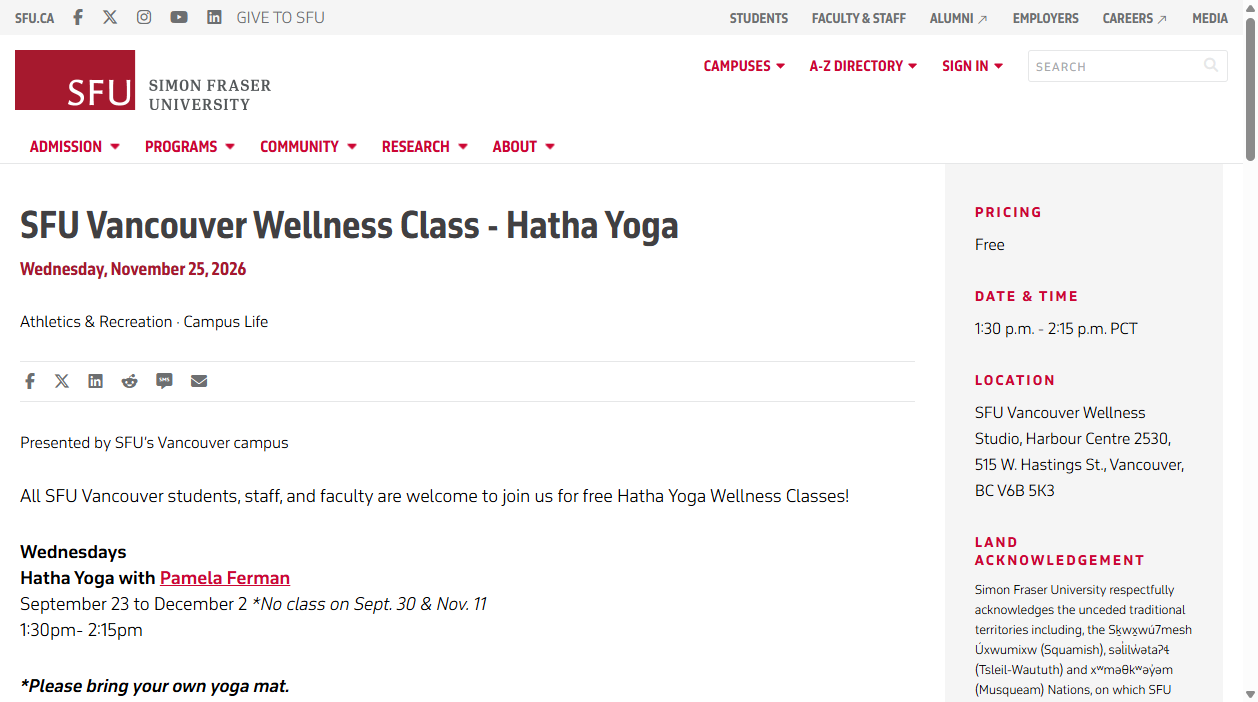 SFU.CA GIVE TO SFU STUDENTS FACULTY & STAFF ALUMNI ↗ EMPLOYERS CAREERS ↗ MEDIA
SFU SIMON FRASER UNIVERSITY
CAMPUSES A-Z DIRECTORY SIGN IN SEARCH
ADMISSION PROGRAMS COMMUNITY RESEARCH ABOUT
SFU Vancouver Wellness Class - Hatha Yoga
Wednesday, November 25, 2026
Athletics & Recreation · Campus Life
SMS
Presented by SFU's Vancouver campus
All SFU Vancouver students, staff, and faculty are welcome to join us for free Hatha Yoga Wellness Classes!
Wednesdays
Hatha Yoga with Pamela Ferman
September 23 to December 2 *No class on Sept. 30 & Nov. 11
1:30pm- 2:15pm
*Please bring your own yoga mat.
PRICING
Free
DATE & TIME
1:30 p.m. - 2:15 p.m. PCT
LOCATION
SFU Vancouver Wellness
Studio, Harbour Centre 2530,
515 W. Hastings St., Vancouver,
BC V6B 5K3
LAND
ACKNOWLEDGEMENT
Simon Fraser University respectfully
acknowledges the unceded traditional
territories including, the Sḵwx̱wú7mesh
Úxwumixw (Squamish), səl̓ilw̓ətaʔɬ
(Tsleil-Waututh) and xʷməθkʷəy̓əm
(Musqueam) Nations, on which SFU